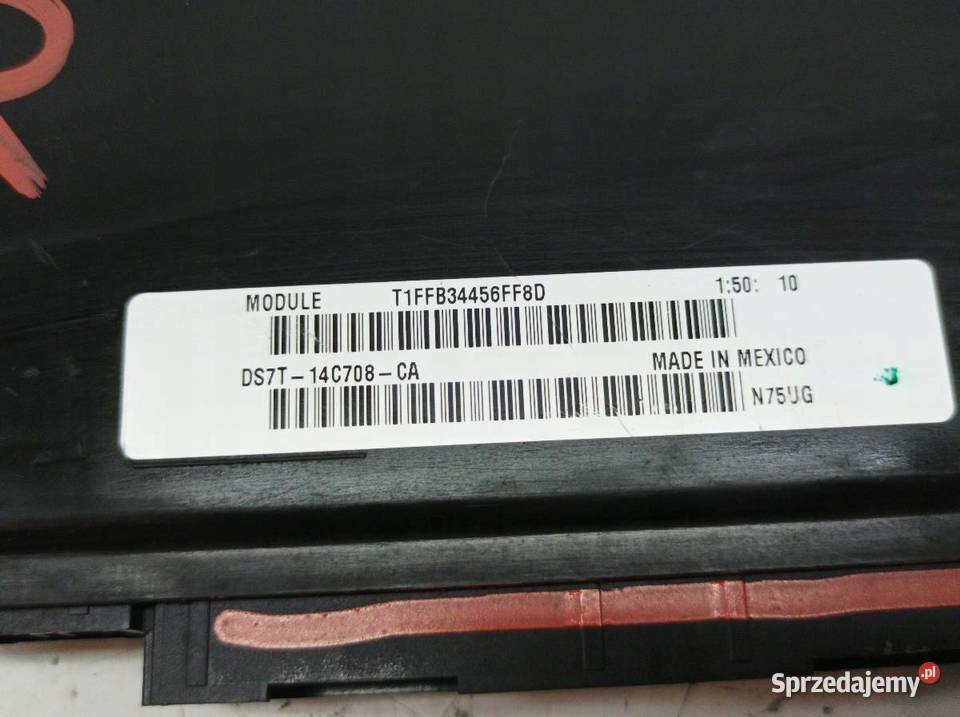 R
MODULE T1FFB34456FF8D 1:50: 10
DS7T-14C708-CA MADE IN MEXICO
N75UG
Sprzedajemy.pl